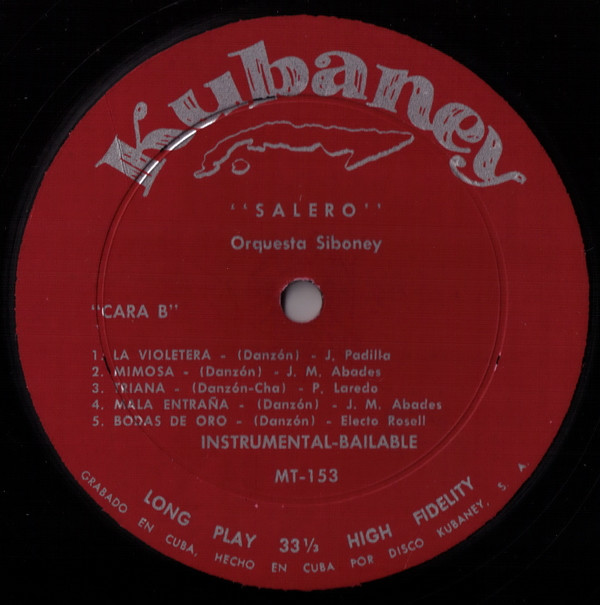 Kubaney
"SALERO"
Orquesta Siboney
"CARA B"
1. LA VIOLETERA - (Danzón) - J. Padilla
2. MIMOSA - (Danzón) - J. M. Abades
3. TRIANA - (Danzón-Cha) - P. Laredo
4. MALA ENTRAÑA - (Danzón) - J. M. Abades
5. BODAS DE ORO - (Danzón) - Electo Rosell
INSTRUMENTAL-BAILABLE
MT-153
LONG PLAY 33⅓ HIGH FIDELITY
GRABADO EN CUBA, HECHO EN CUBA POR DISCO KUBANEY, S. A.